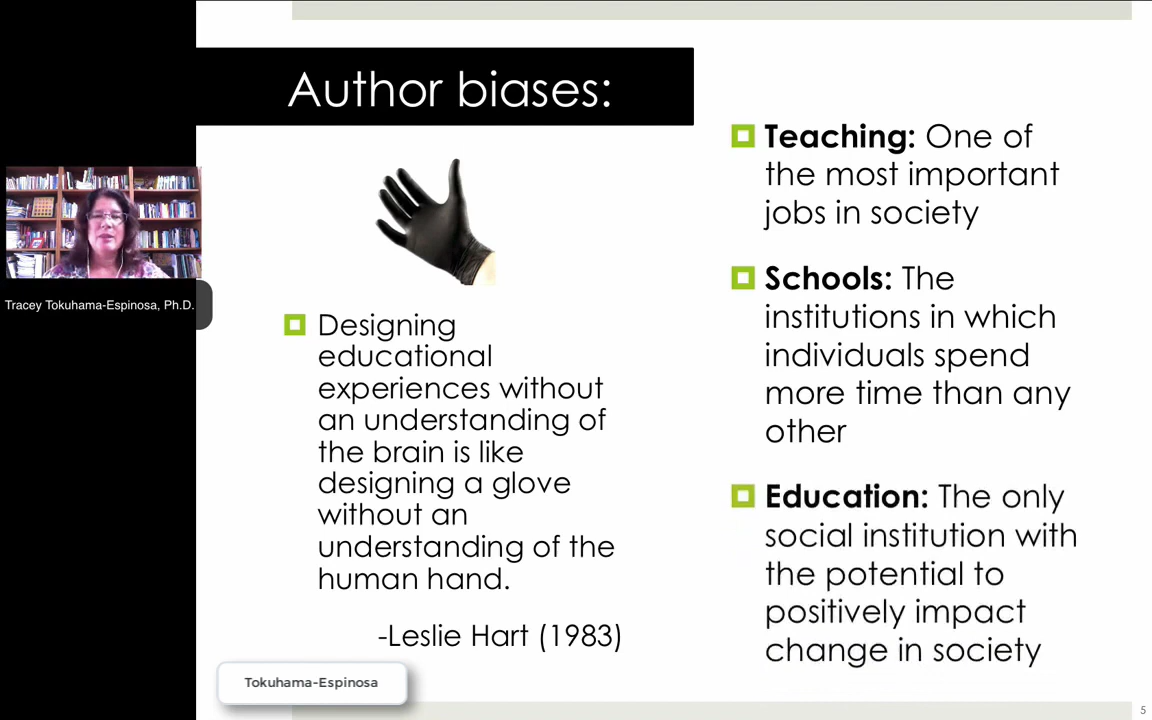 Author biases:
Tracey Tokuhama-Espinosa, Ph.D.
Designing
educational
experiences without
an understanding of
the brain is like
designing a glove
without an
understanding of the
human hand.
-Leslie Hart (1983)
Tokuhama-Espinosa
Teaching: One of
the most important
jobs in society
Schools: The
institutions in which
individuals spend
more time than any
other
Education: The only
social institution with
the potential to
positively impact
change in society
5